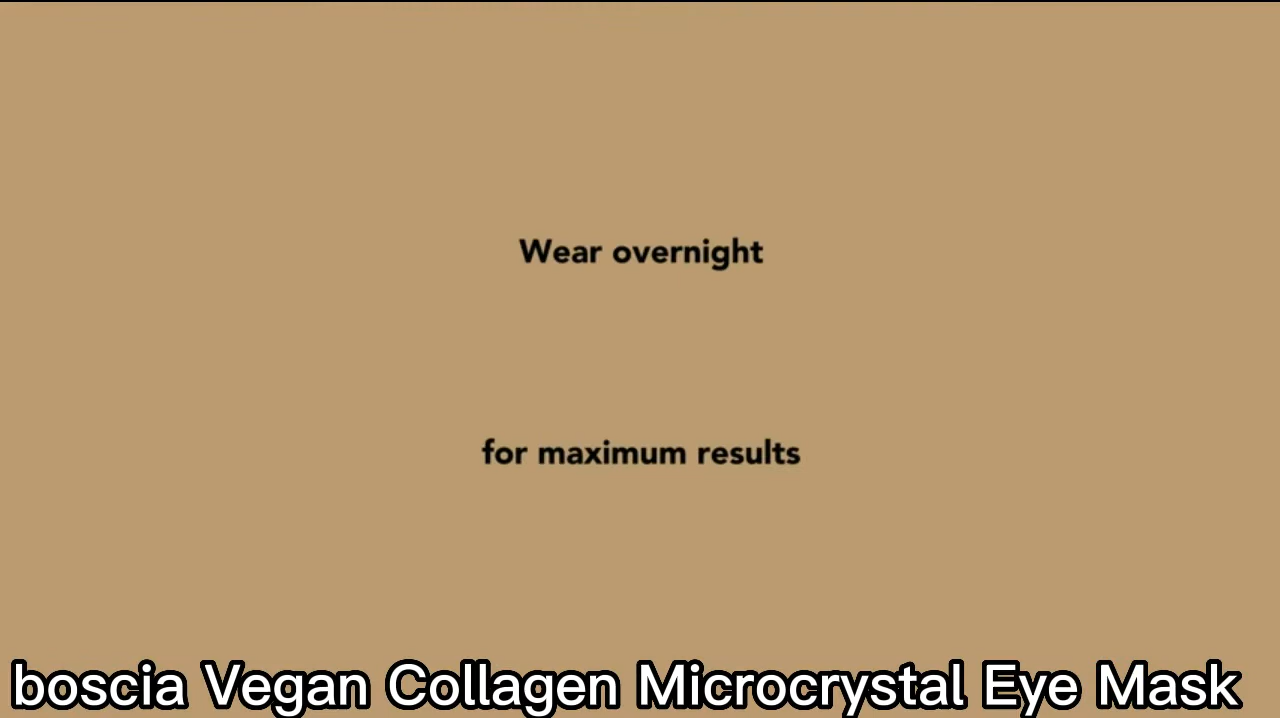 Wear overnight
for maximum results
boscia Vegan Collagen Microcrystal Eye Mask